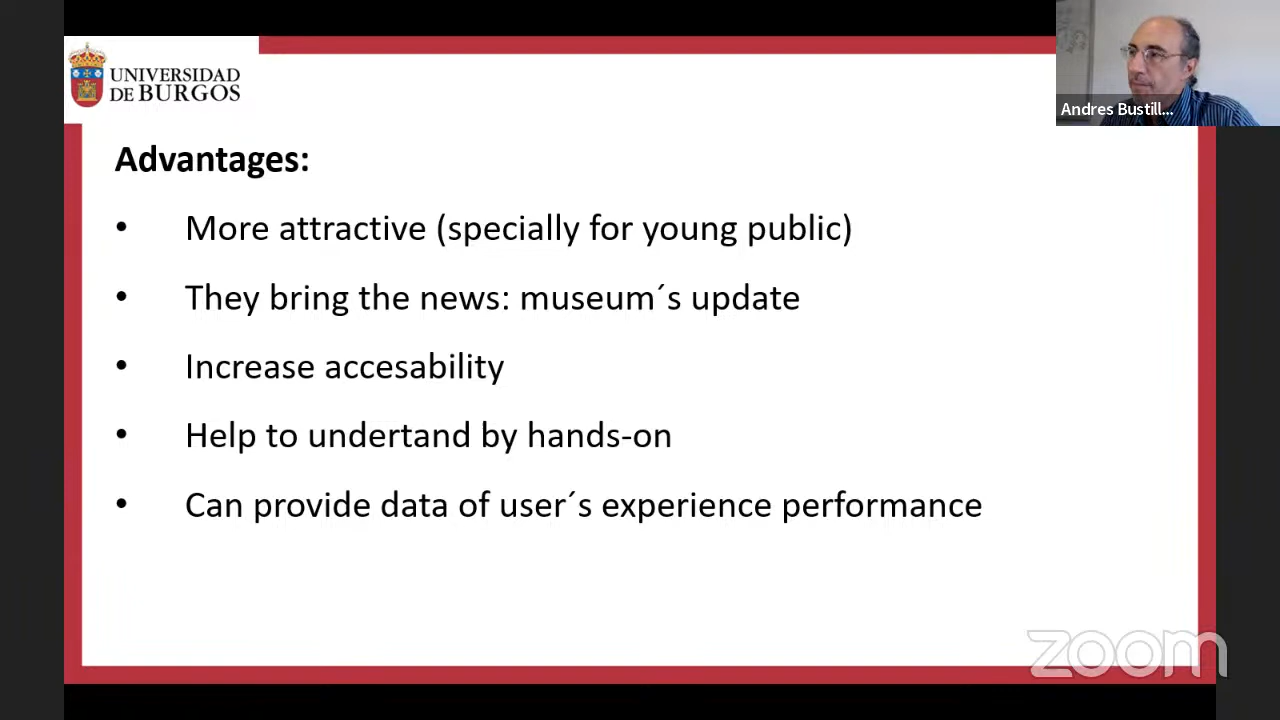 UNIVERSIDAD
DE BURGOS
Andres Bustill...
Advantages:
• More attractive (specially for young public)
• They bring the news: museum´s update
• Increase accesability
• Help to undertand by hands-on
• Can provide data of user´s experience performance
zoom